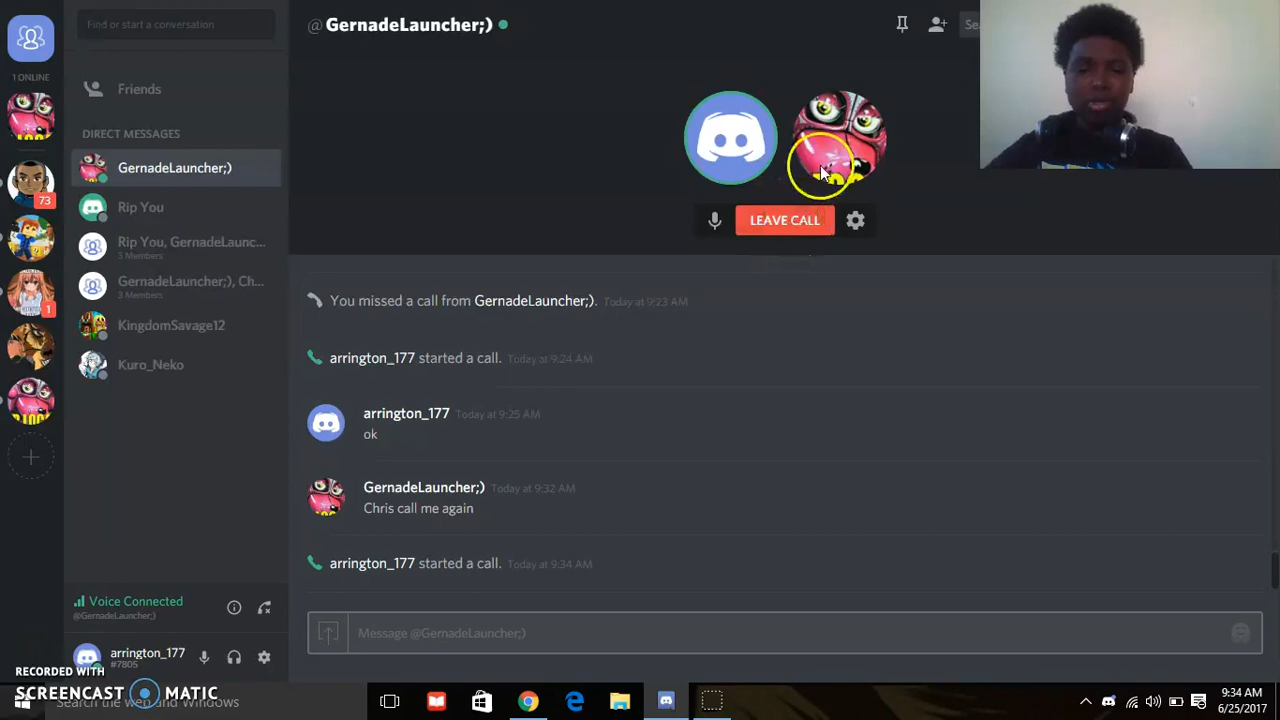 Find or start a conversation
@ GernadeLauncher;)
Sea
1 ONLINE
Friends
DIRECT MESSAGES
GernadeLauncher;)
Rip You
Rip You, GernadeLaunc...
3 Members
GernadeLauncher;), Ch...
3 Members
KingdomSavage12
Kuro_Neko
73
1
LEAVE CALL
You missed a call from GernadeLauncher;). Today at 9:23 AM
arrington_177 started a call. Today at 9:24 AM
arrington_177 Today at 9:25 AM
ok
GernadeLauncher;) Today at 9:32 AM
Chris call me again
arrington_177 started a call. Today at 9:34 AM
Message @GernadeLauncher;)
Voice Connected
@GernadeLauncher;)
arrington_177
#7805
RECORDED WITH
SCREENCAST MATIC
Search the web and Windows
9:34 AM
6/25/2017